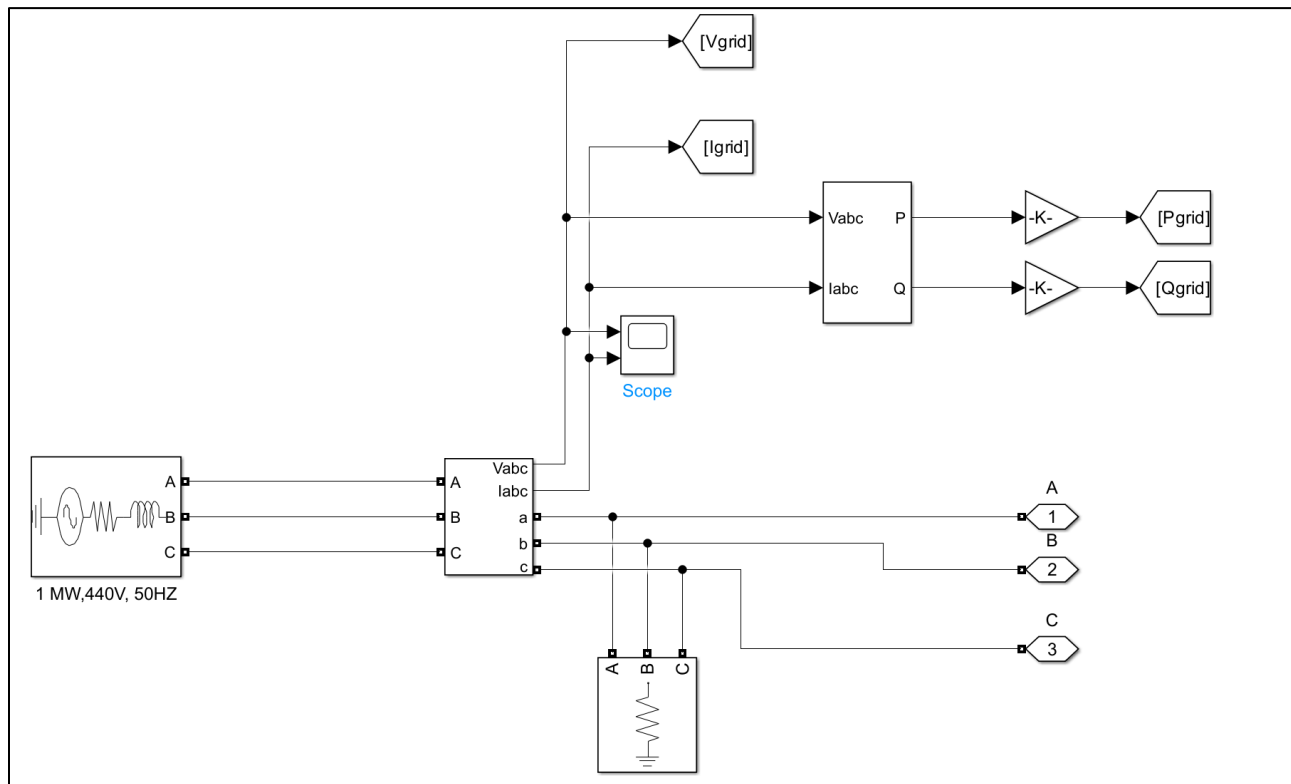 [Vgrid]
[Igrid]
Vabc
P
-K-
[Pgrid]
Iabc
Q
-K-
[Qgrid]
Scope
A
B
C
1 MW,440V, 50HZ
A
B
C
Vabc
Iabc
a
b
c
A
1
B
2
C
3
A
B
C